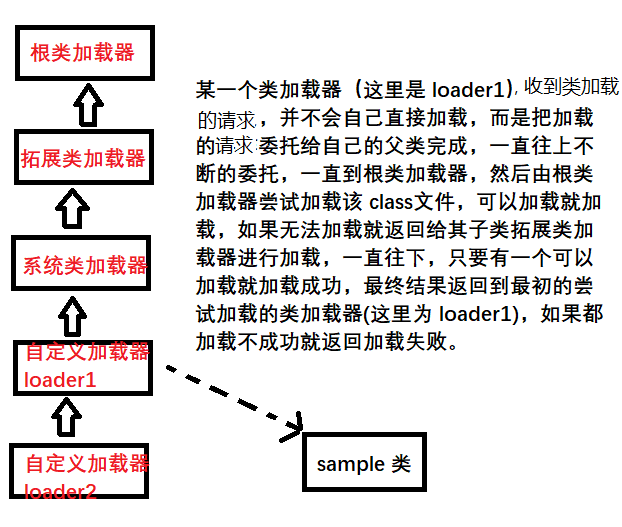 根类加载器
拓展类加载器
系统类加载器
自定义加载器
loader1
自定义加载器
loader2
某一个类加载器（这里是 loader1),收到类加载
的请求，并不会自己直接加载，而是把加载
的请求委托给自己的父类完成，一直往上不
断的委托，一直到根类加载器，然后由根类
加载器尝试加载该 class文件，可以加载就加
载，如果无法加载就返回给其子类拓展类加
载器进行加载，一直往下，只要有一个可以
加载就加载成功，最终结果返回到最初的尝
试加载的类加载器(这里为 loader1)，如果都
加载不成功就返回加载失败。
sample 类